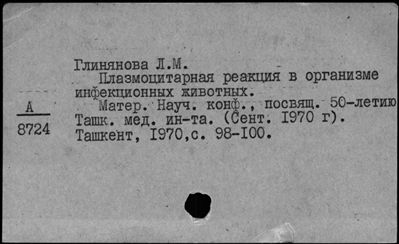 Глинянова Л.М.
Плазмоцитарная реакция в организме
инфекционных животных.
А
8724
Матер. Науч. конф., посвящ. 50-летию
Ташк. мед. ин-та. (Сент. 1970 г).
Ташкент, 1970,с. 98-100.